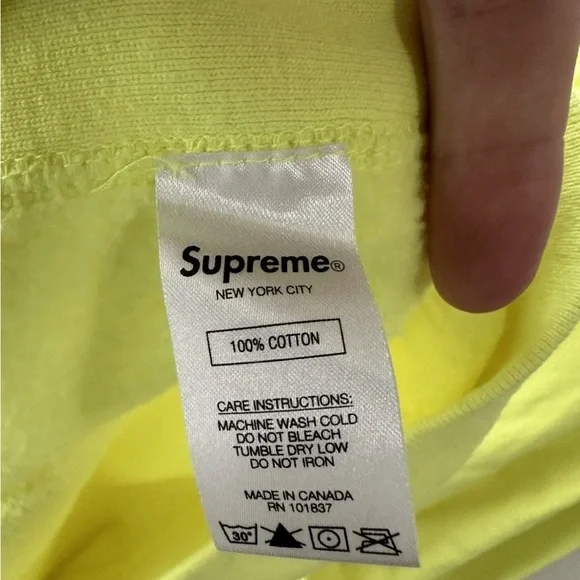 Supreme®
NEW YORK CITY
100% COTTON
CARE INSTRUCTIONS:
MACHINE WASH COLD
DO NOT BLEACH
TUMBLE DRY LOW
DO NOT IRON
MADE IN CANADA
RN 101837
30°